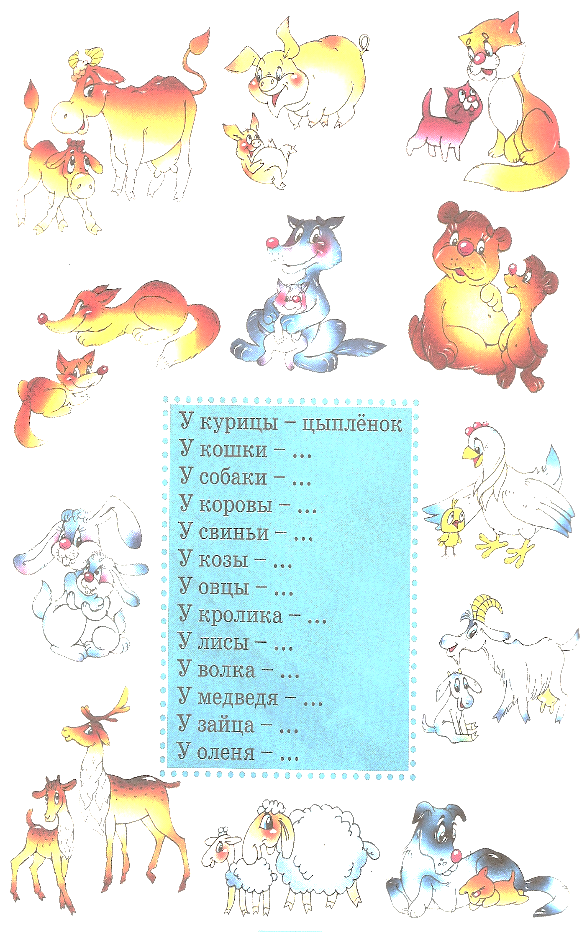 У курицы – цыплёнок
У кошки – ...
У собаки – ...
У коровы – ...
У свиньи – ...
У козы – ...
У овцы – ...
У кролика – ...
У лисы – ...
У волка – ...
У медведя – ...
У зайца – ...
У оленя – ...